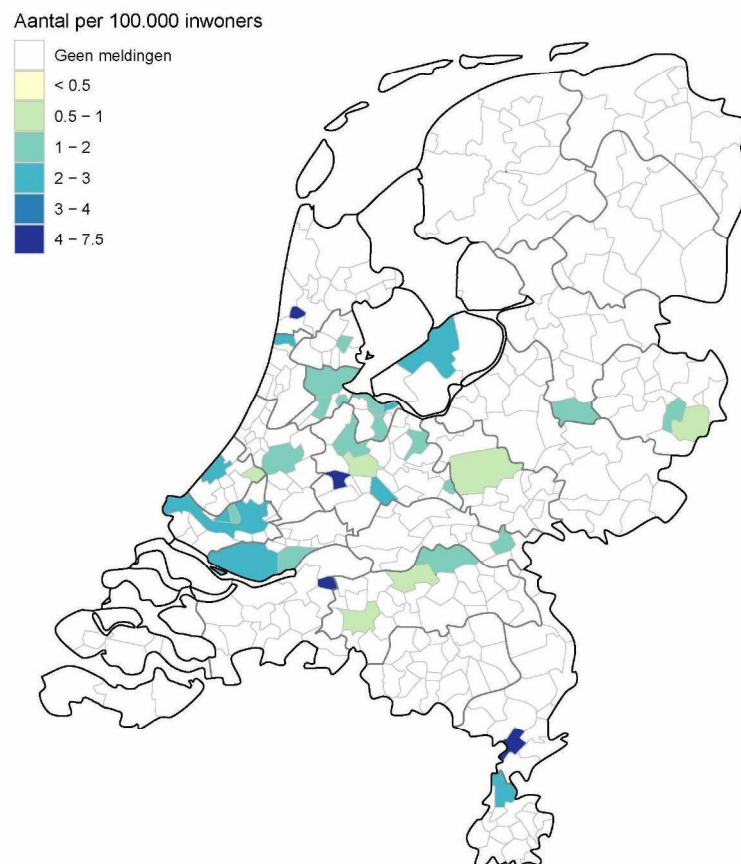 Aantal per 100.000 inwoners
Geen meldingen
< 0.5
0.5 – 1
1 – 2
2 – 3
3 – 4
4 – 7.5